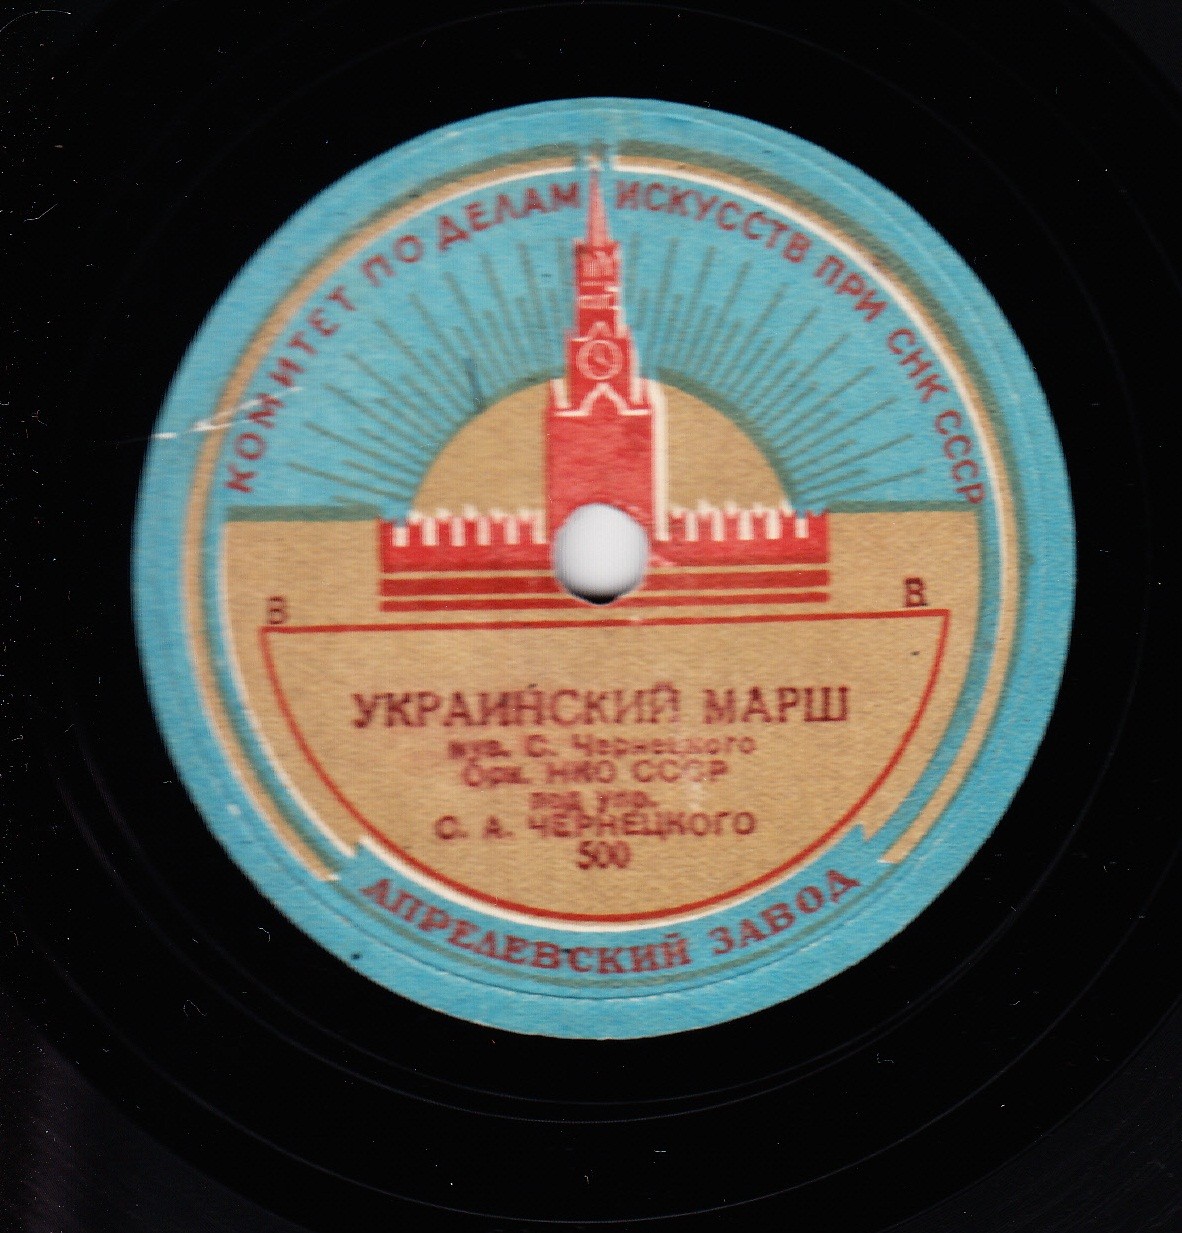 КОМИТЕТ ПО ДЕЛАМ ИСКУССТВ ПРИ СНК СССР
В В
УКРАИНСКИЙ МАРШ
муз. С. Чернецкого
Орк. НКО СССР
под упр.
С. А. ЧЕРНЕЦКОГО
500
АПРЕЛЕВСКИЙ ЗАВОД